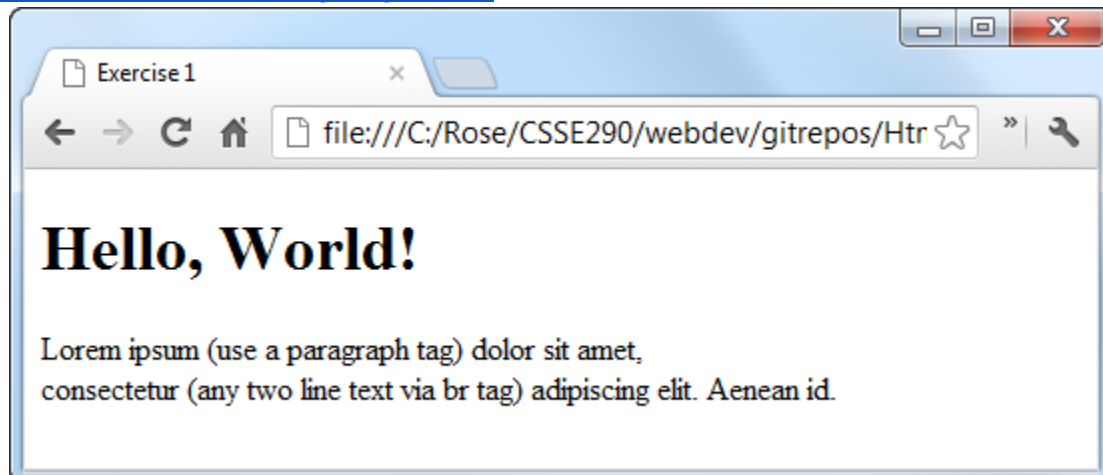 Exercise 1
file:///C:/Rose/CSSE290/webdev/gitrepos/Htn
Hello, World!
Lorem ipsum (use a paragraph tag) dolor sit amet,
consectetur (any two line text via br tag) adipiscing elit. Aenean id.